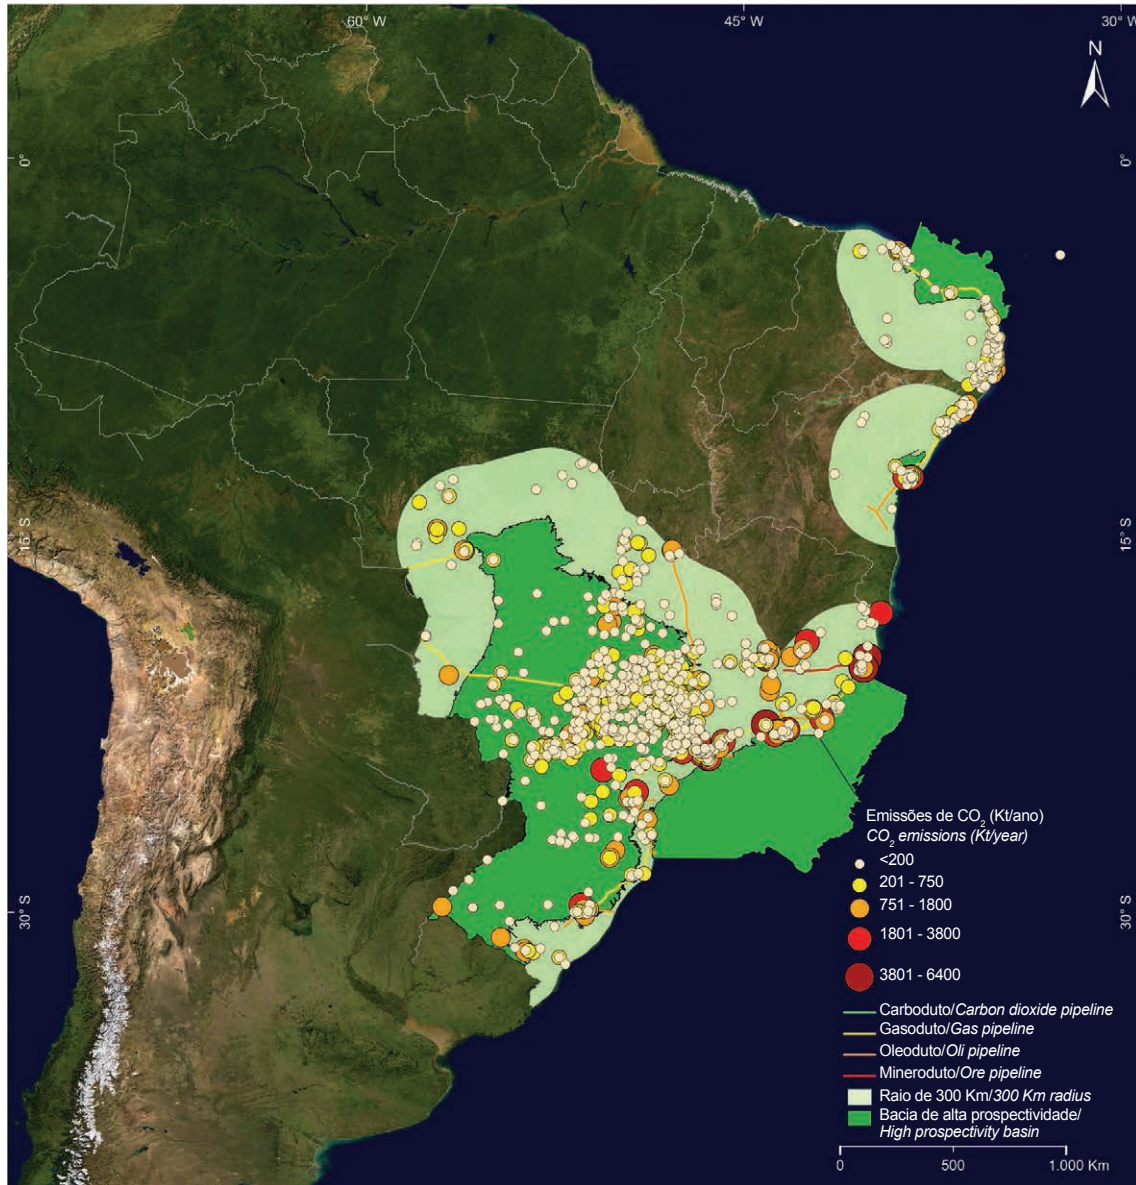 60° W
45° W
30° W
N
0°
0°
15° S
15° S
30° S
30° S
Emissões de CO₂ (Kt/ano)
CO₂ emissions (Kt/year)
<200
201 - 750
751 - 1800
1801 - 3800
3801 - 6400
Carboduto/Carbon dioxide pipeline
Gasoduto/Gas pipeline
Oleoduto/Oli pipeline
Mineroduto/Ore pipeline
Raio de 300 Km/300 Km radius
Bacia de alta prospectividade/
High prospectivity basin
0
500
1.000 Km